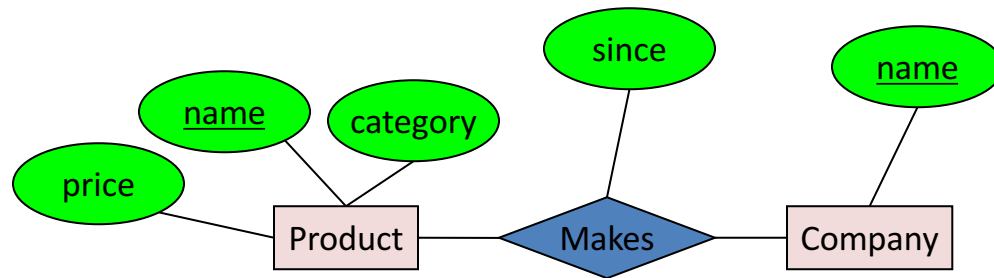 since
name
name
category
price
Product
Makes
Company